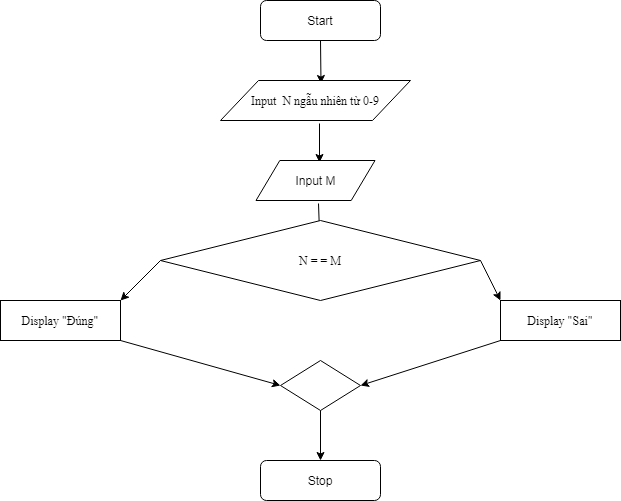 Start
Input N ngẫu nhiên từ 0-9
Input M
N = = M
Display "Đúng"
Display "Sai"
Stop